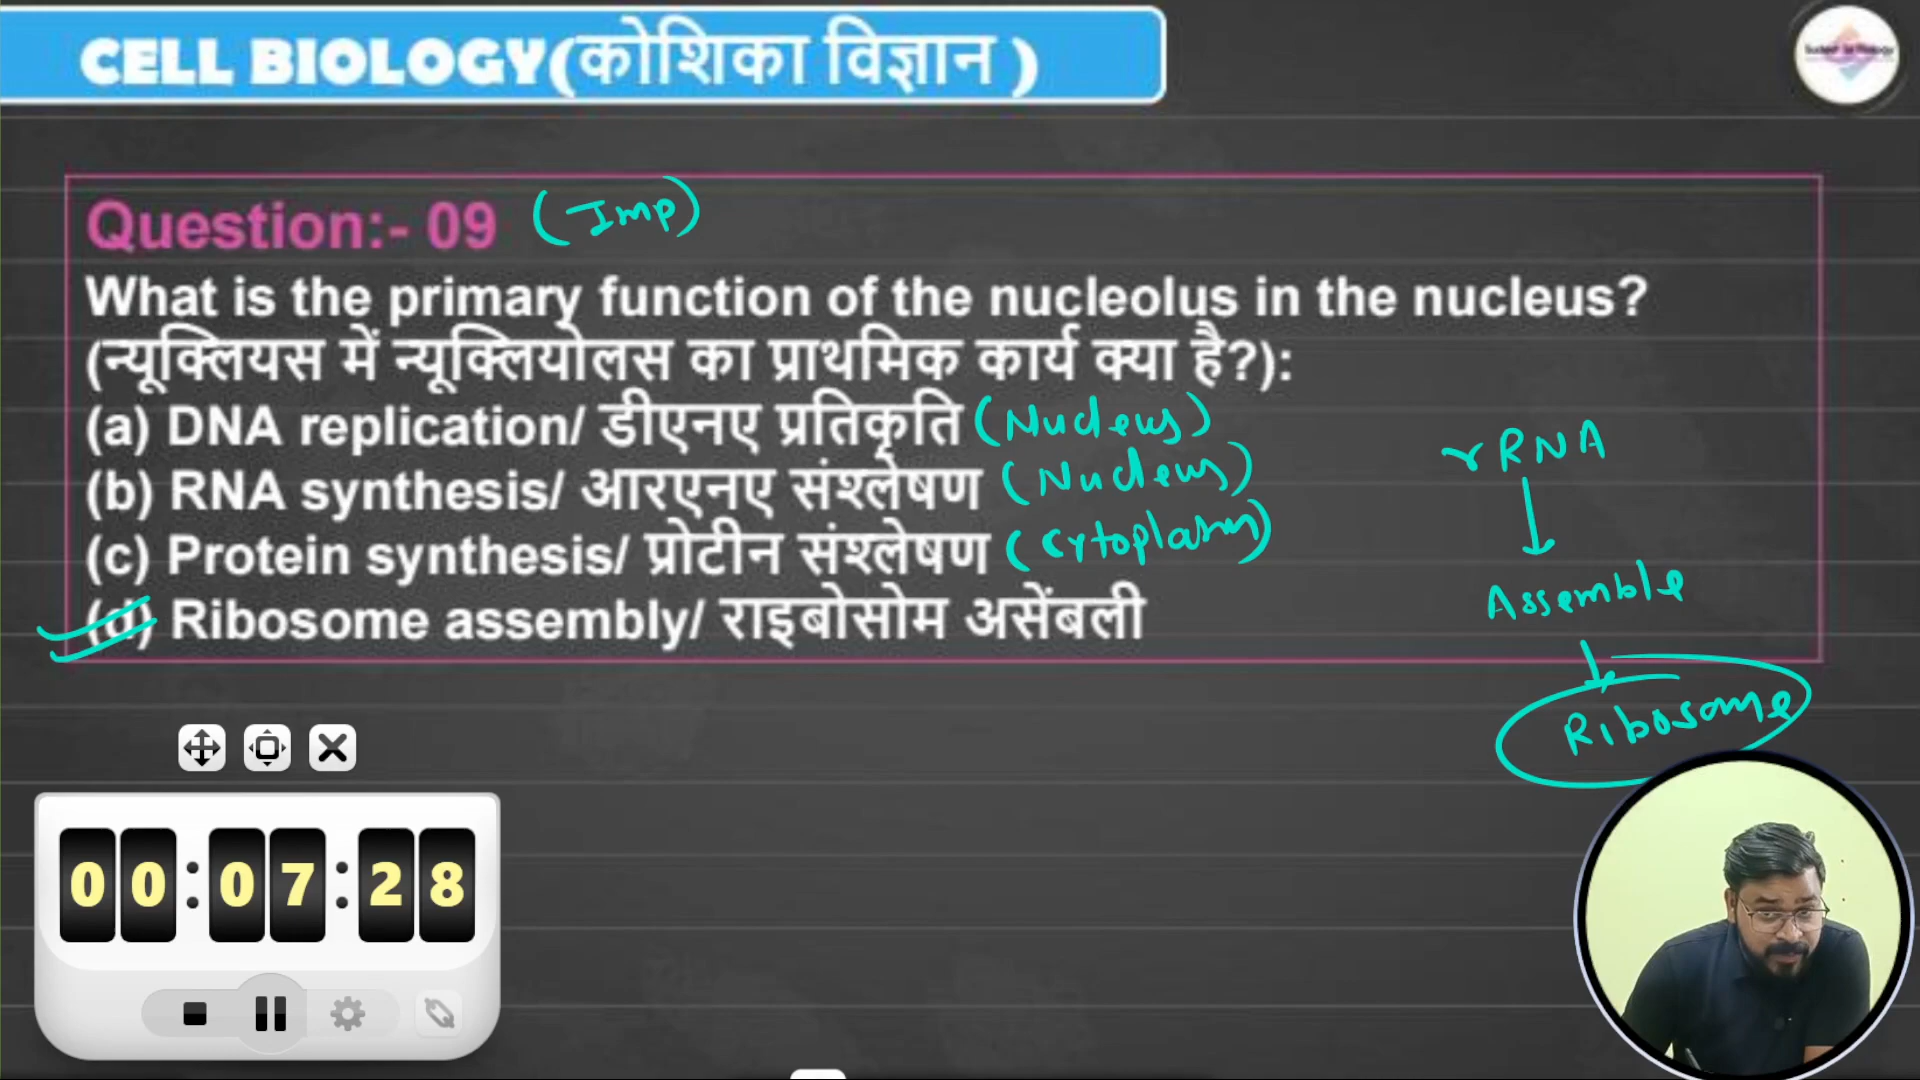 CELL BIOLOGY(कोशिका विज्ञान )
Question:- 09 (Imp)
What is the primary function of the nucleolus in the nucleus?
(न्यूक्लियस में न्यूक्लियोलस का प्राथमिक कार्य क्या है?):
(a) DNA replication/ डीएनए प्रतिकृति (Nucleus)
(b) RNA synthesis/ आरएनए संश्लेषण (Nucleus)
(c) Protein synthesis/ प्रोटीन संश्लेषण (Cytoplasm)
(d) Ribosome assembly/ राइबोसोम असेंबली
rRNA
Assemble
Ribosome
00:07:28